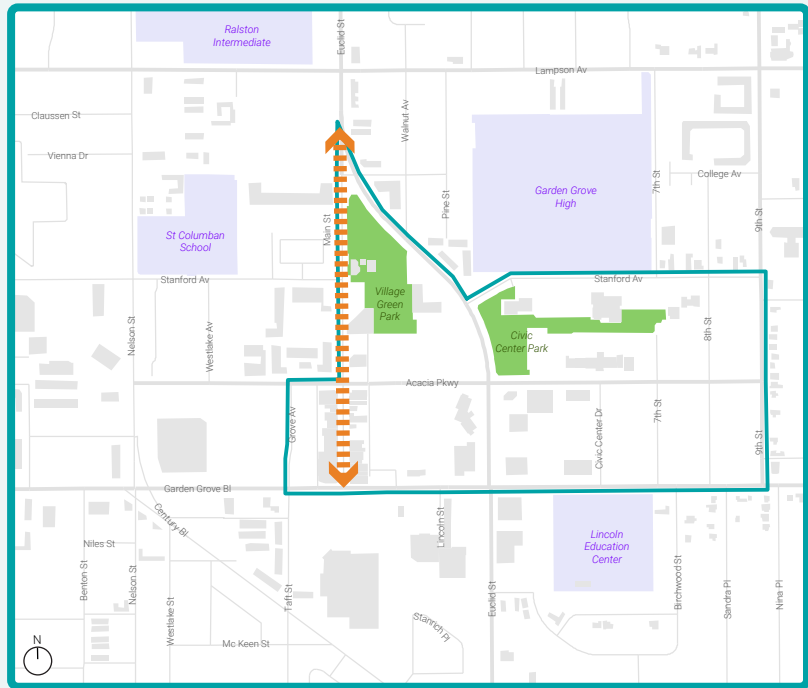 Ralston
Intermediate
Euclid St
Lampson Av
Claussen St
Walnut Av
Vienna Dr
College Av
7th St
Garden Grove
High
Pine St
9th St
Main St
St Columban
School
Stanford Av
Stanford Av
Village
Green
Park
Nelson St
Westlake Av
Civic
Center Park
8th St
Acacia Pkwy
Grove Av
Civic Center Dr
7th St
9th St
Garden Grove Bl
Century Bl
Lincoln St
Niles St
Lincoln
Education
Center
Benton St
Nelson St
Westlake St
Taft St
Euclid St
Birchwood St
Sandra Pl
Nina Pl
Stanrich Pl
Mc Keen St
N